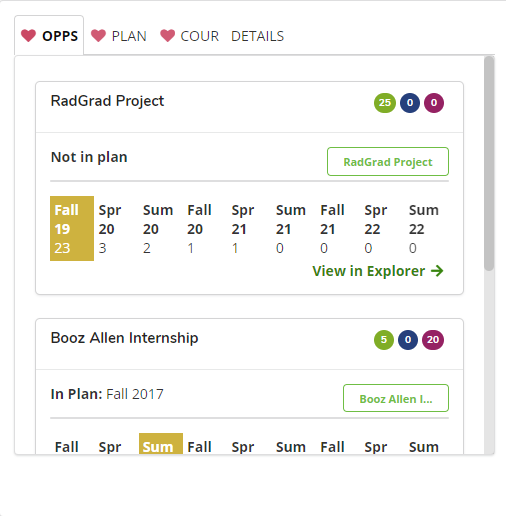 OPPS PLAN COUR DETAILS
RadGrad Project 25 0 0
Not in plan RadGrad Project
Fall Spr Sum Fall Spr Sum Fall Spr Sum
19 20 20 20 21 21 21 22 22
23 3 2 1 1 0 0 0 0
View in Explorer →
Booz Allen Internship 5 0 20
In Plan: Fall 2017 Booz Allen I...
Fall Spr Sum Fall Spr Sum Fall Spr Sum